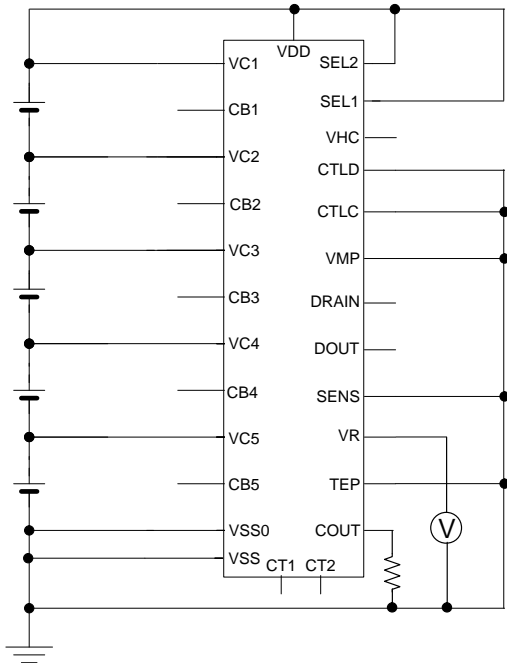 VDD
VC1
SEL2
CB1
SEL1
VHC
VC2
CTLD
CB2
CTLC
VC3
VMP
CB3
DRAIN
VC4
DOUT
CB4
SENS
VC5
VR
CB5
TEP
VSS0
COUT
V
VSS
CT1 CT2